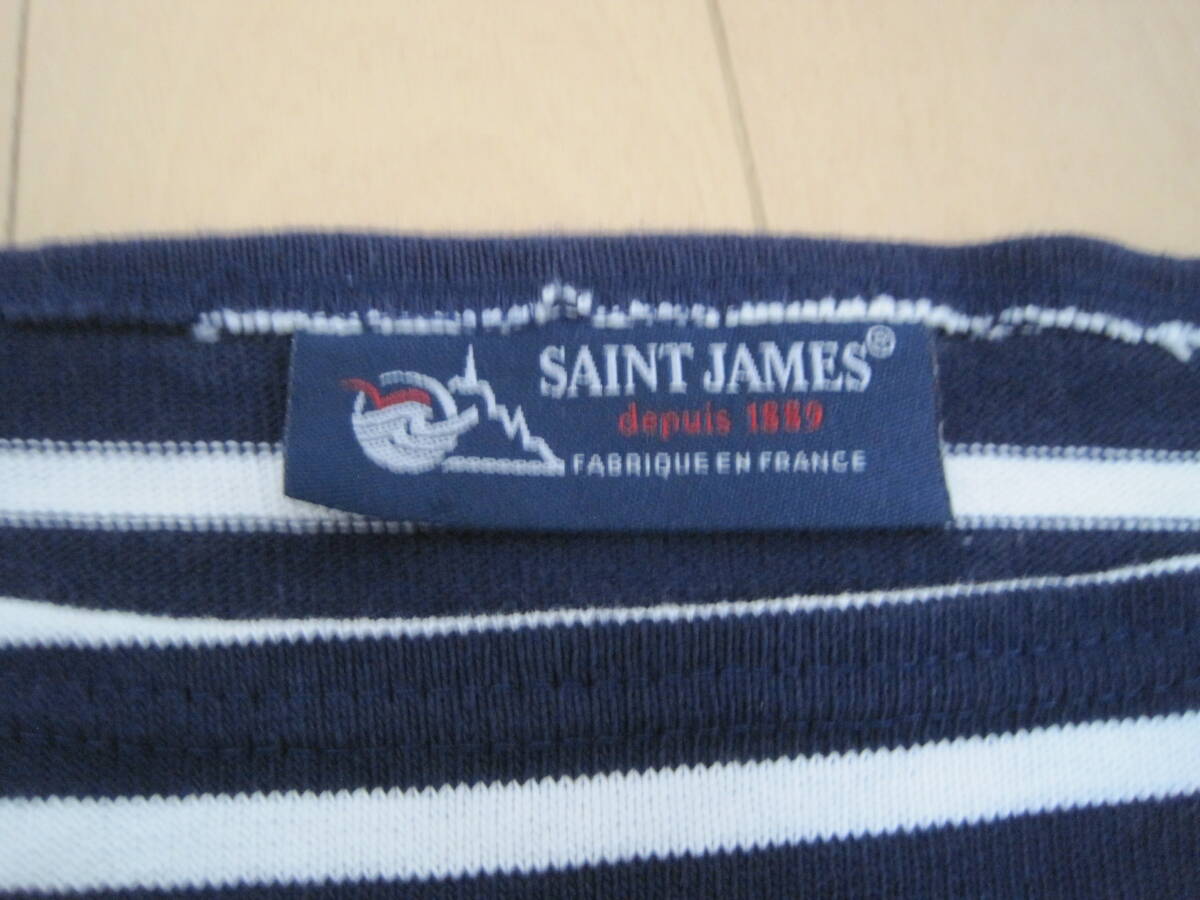 SAINT JAMES®
depuis 1889
FABRIQUE EN FRANCE